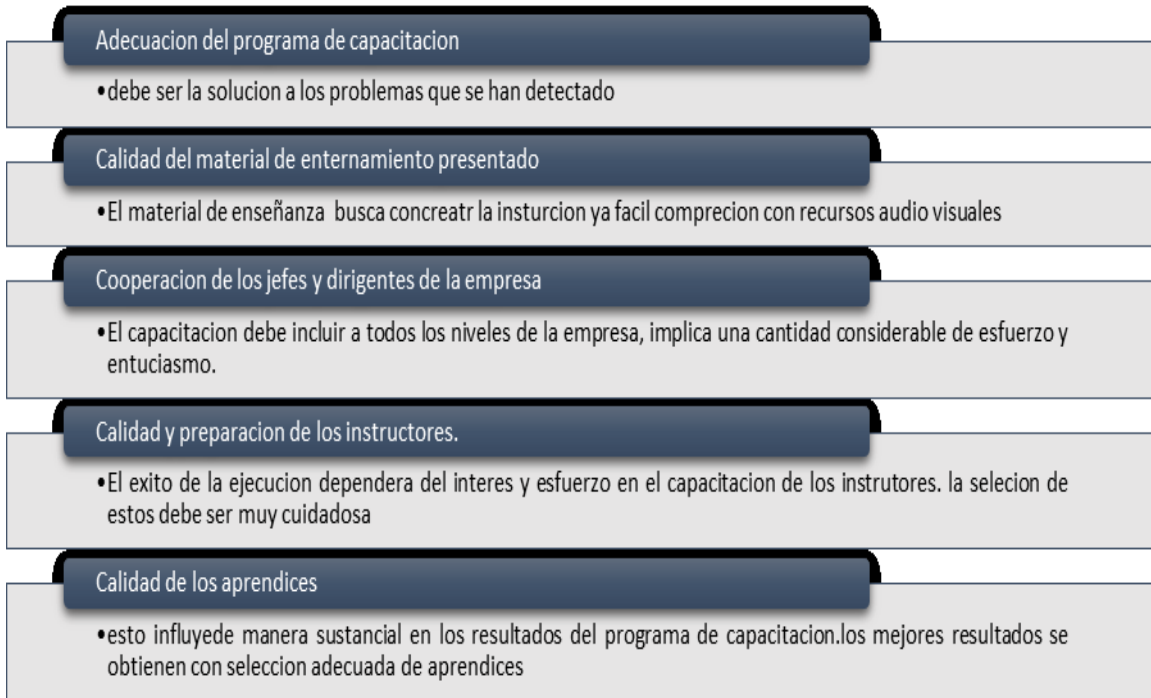 Adecuacion del programa de capacitacion
•debe ser la solucion a los problemas que se han detectado
Calidad del material de enternamiento presentado
•El material de enseñanza busca concreatr la insturcion ya facil comprecion con recursos audio visuales
Cooperacion de los jefes y dirigentes de la empresa
•El capacitacion debe incluir a todos los niveles de la empresa, implica una cantidad considerable de esfuerzo y
entuciasmo.
Calidad y preparacion de los instructores.
•El exito de la ejecucion dependera del interes y esfuerzo en el capacitacion de los instrutores. la selecion de
estos debe ser muy cuidadosa
Calidad de los aprendices
•esto influyede manera sustancial en los resultados del programa de capacitacion.los mejores resultados se
obtienen con seleccion adecuada de aprendices